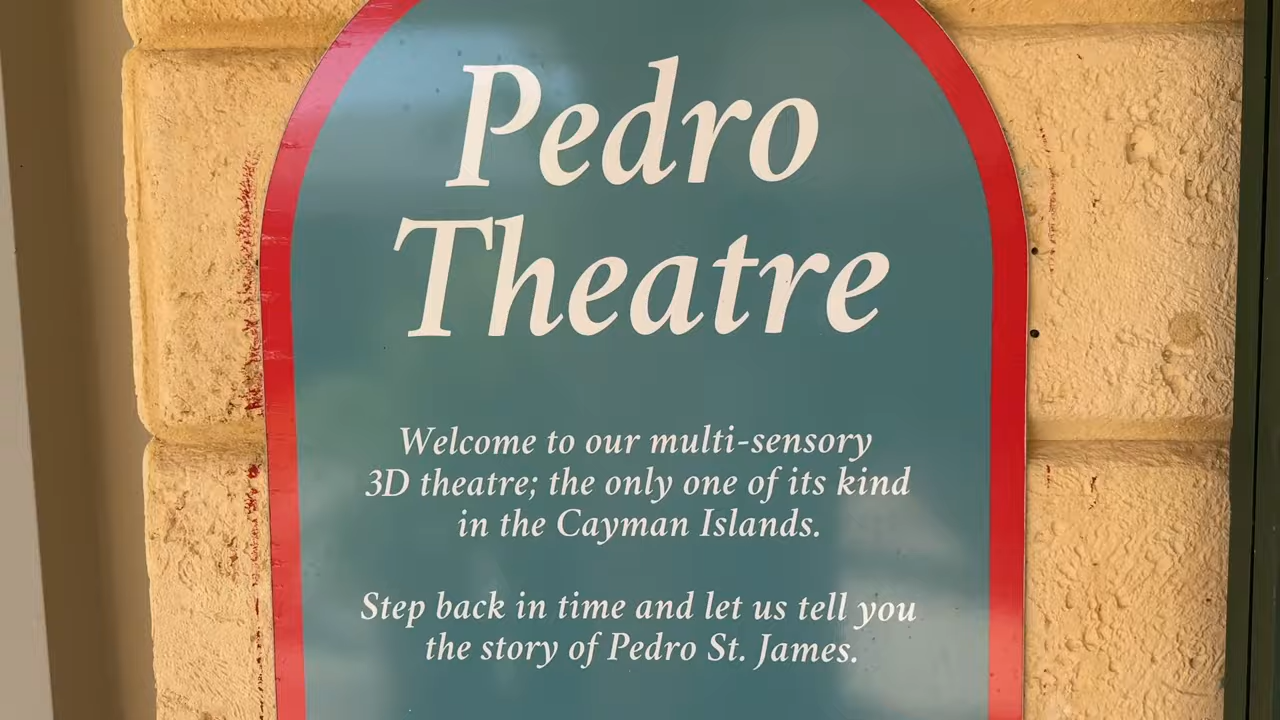 Pedro
Theatre
Welcome to our multi-sensory
3D theatre; the only one of its kind
in the Cayman Islands.
Step back in time and let us tell you
the story of Pedro St. James.